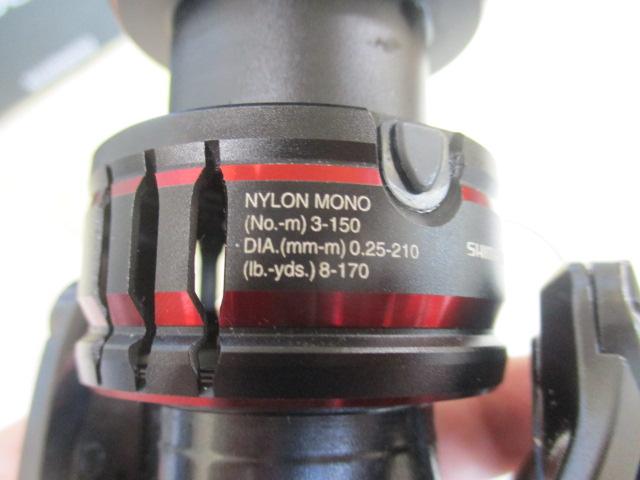 NYLON MONO
(No.-m) 3-150
DIA.(mm-m) 0.25-210
(lb.-yds.) 8-170